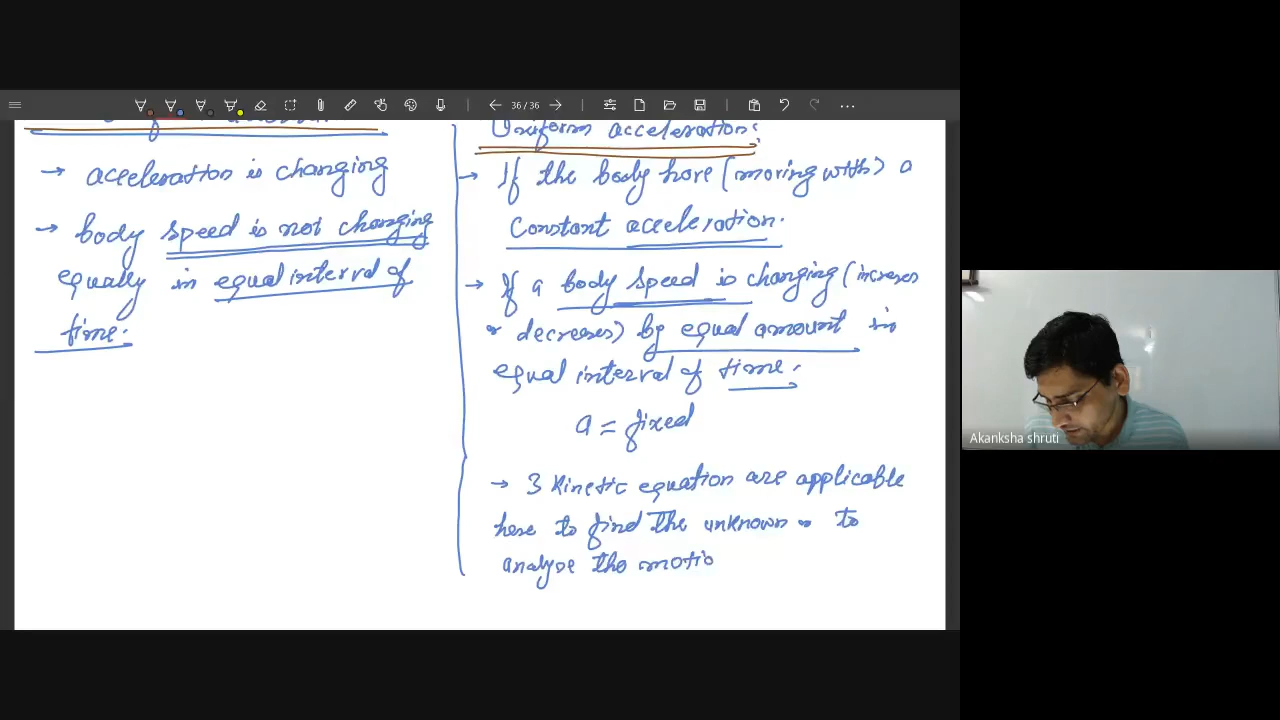 36/36
→ acceleration is changing
→ body speed is not changing
equally in equal interval of
time.
Uniform acceleration:
→ If the body have (moving with) a
Constant acceleration.
→ If a body speed is changing (increses
or decreeses) by equal amount in
equal interval of time.
a = fixed
→ 3 Kinetic equation are applicable
here to find the unknown to
analyse the motio
Akanksha shruti